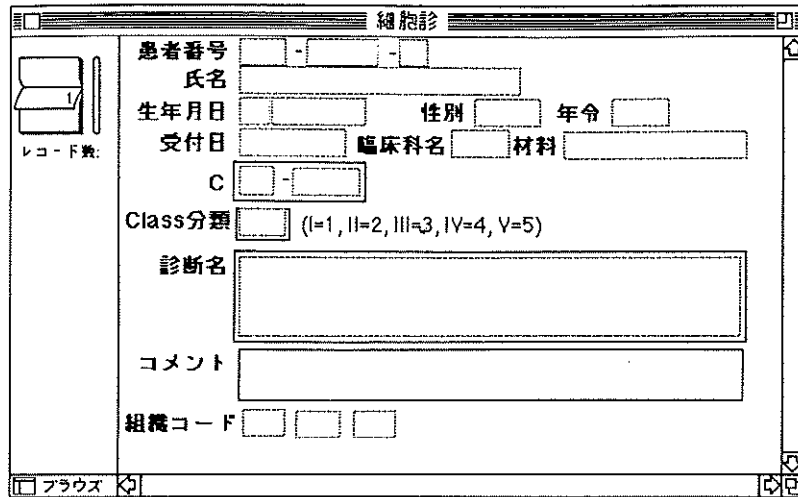 細胞診
患者番号 - -
氏名
1
生年月日 性別 年令
レコード数:
受付日 臨床科名 材料
C -
Class分類 (I=1, II=2, III=3, IV=4, V=5)
診断名
コメント
組織コード
ブラウズ